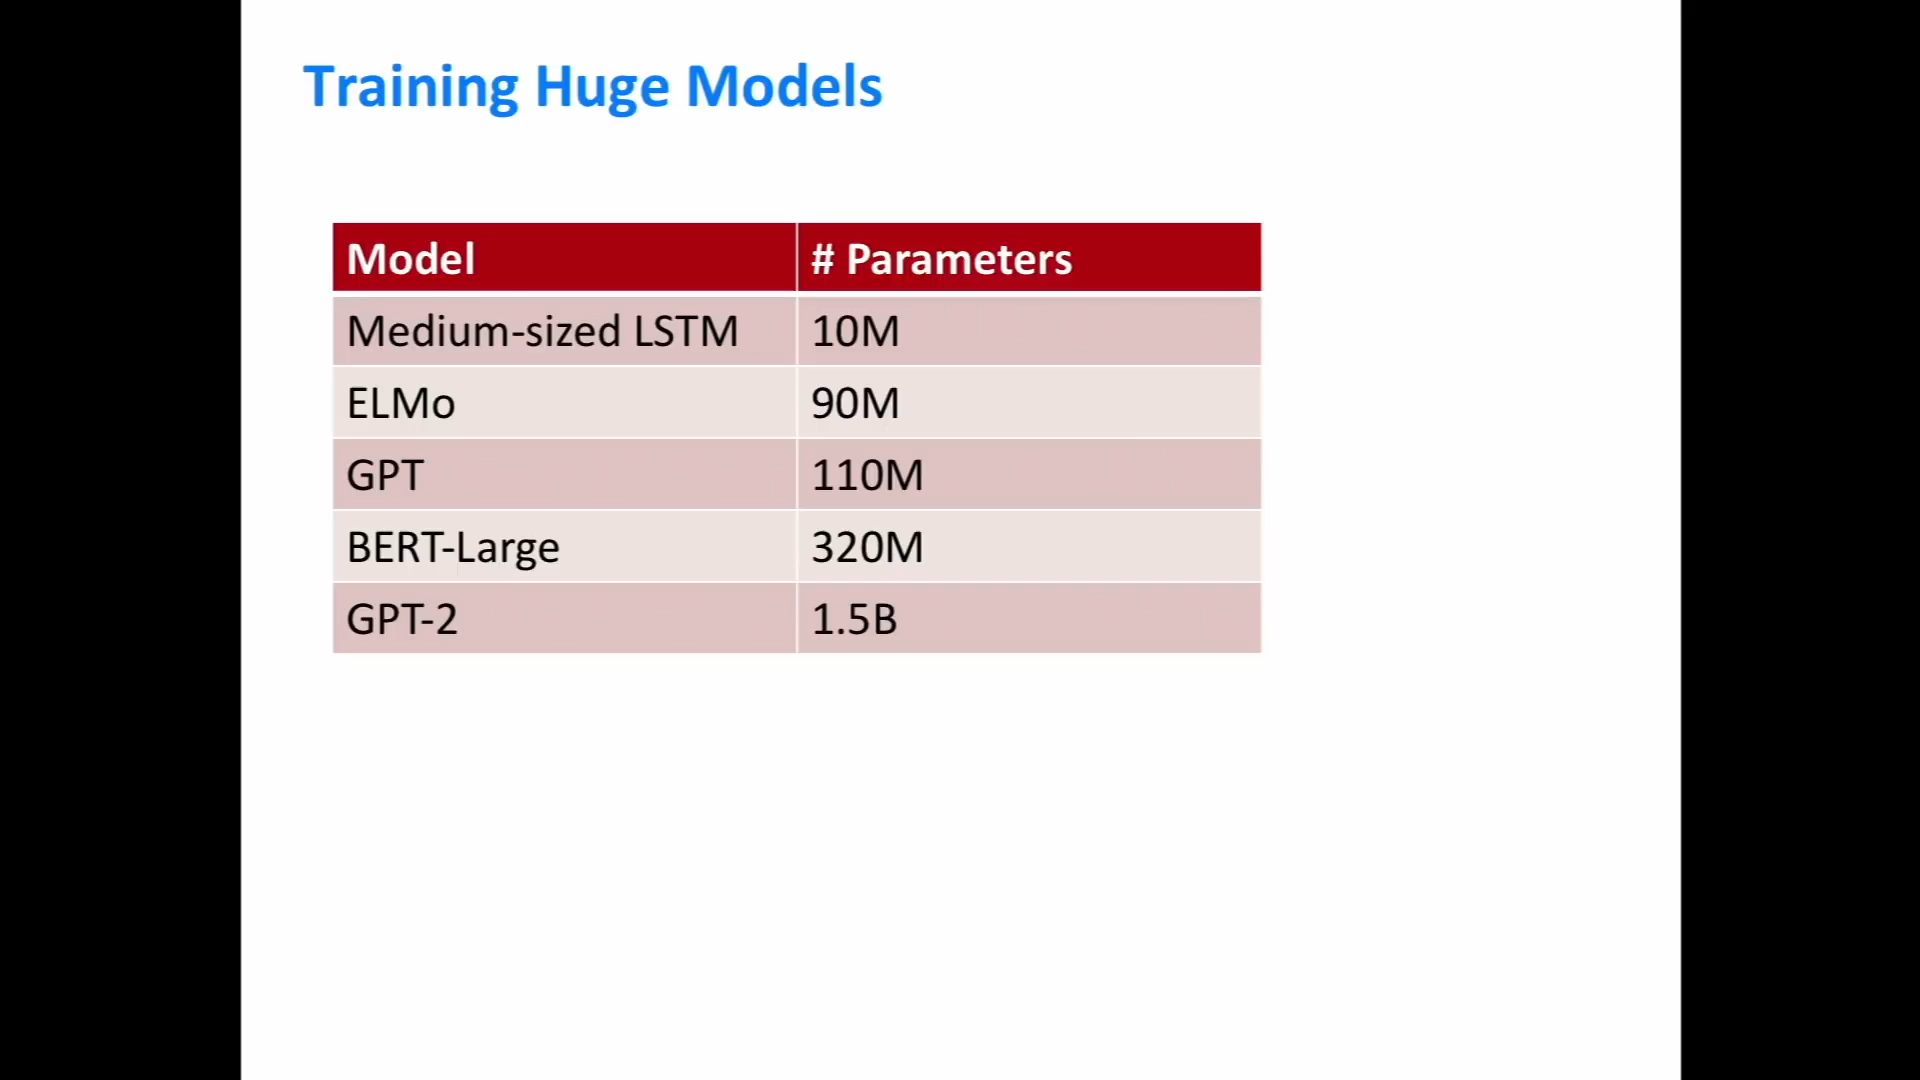 Training Huge Models
Model # Parameters
Medium-sized LSTM 10M
ELMo 90M
GPT 110M
BERT-Large 320M
GPT-2 1.5B